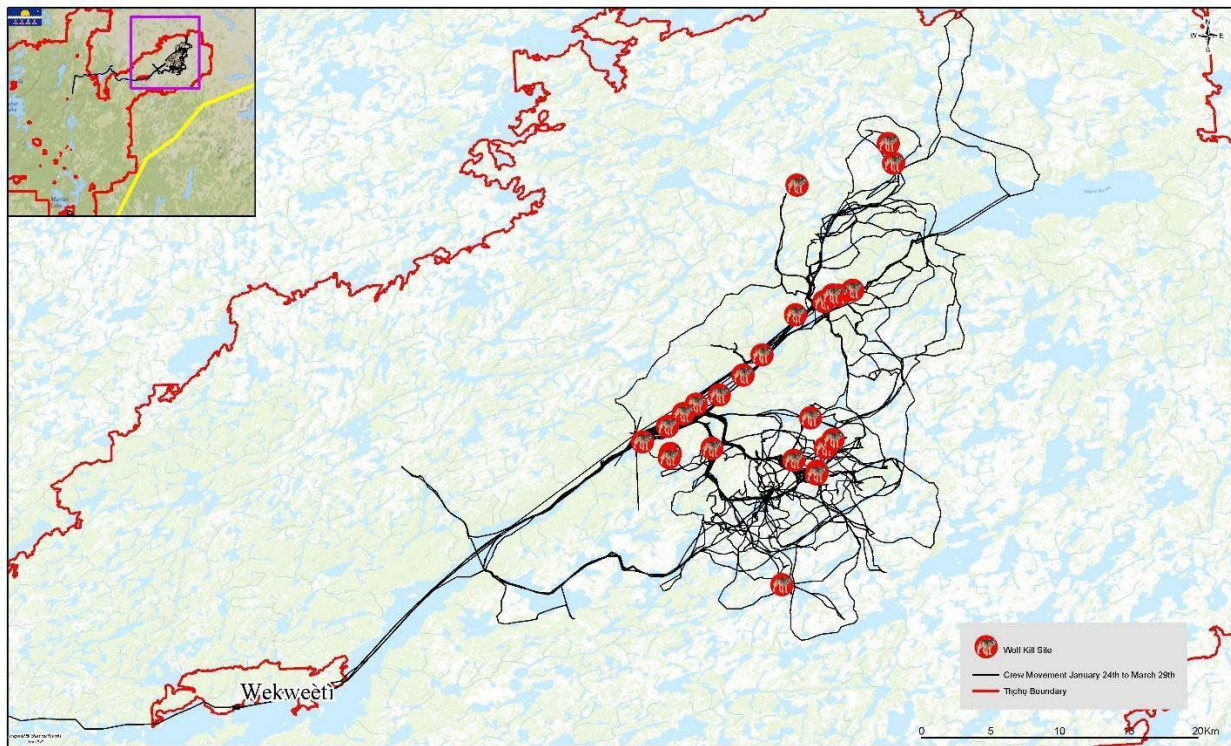 N
W E
S
Wekweètì
Wolf Kill Site
Crew Movement January 24th to March 29th
Tłı̨chǫ Boundary
0 5 10 15 20Km